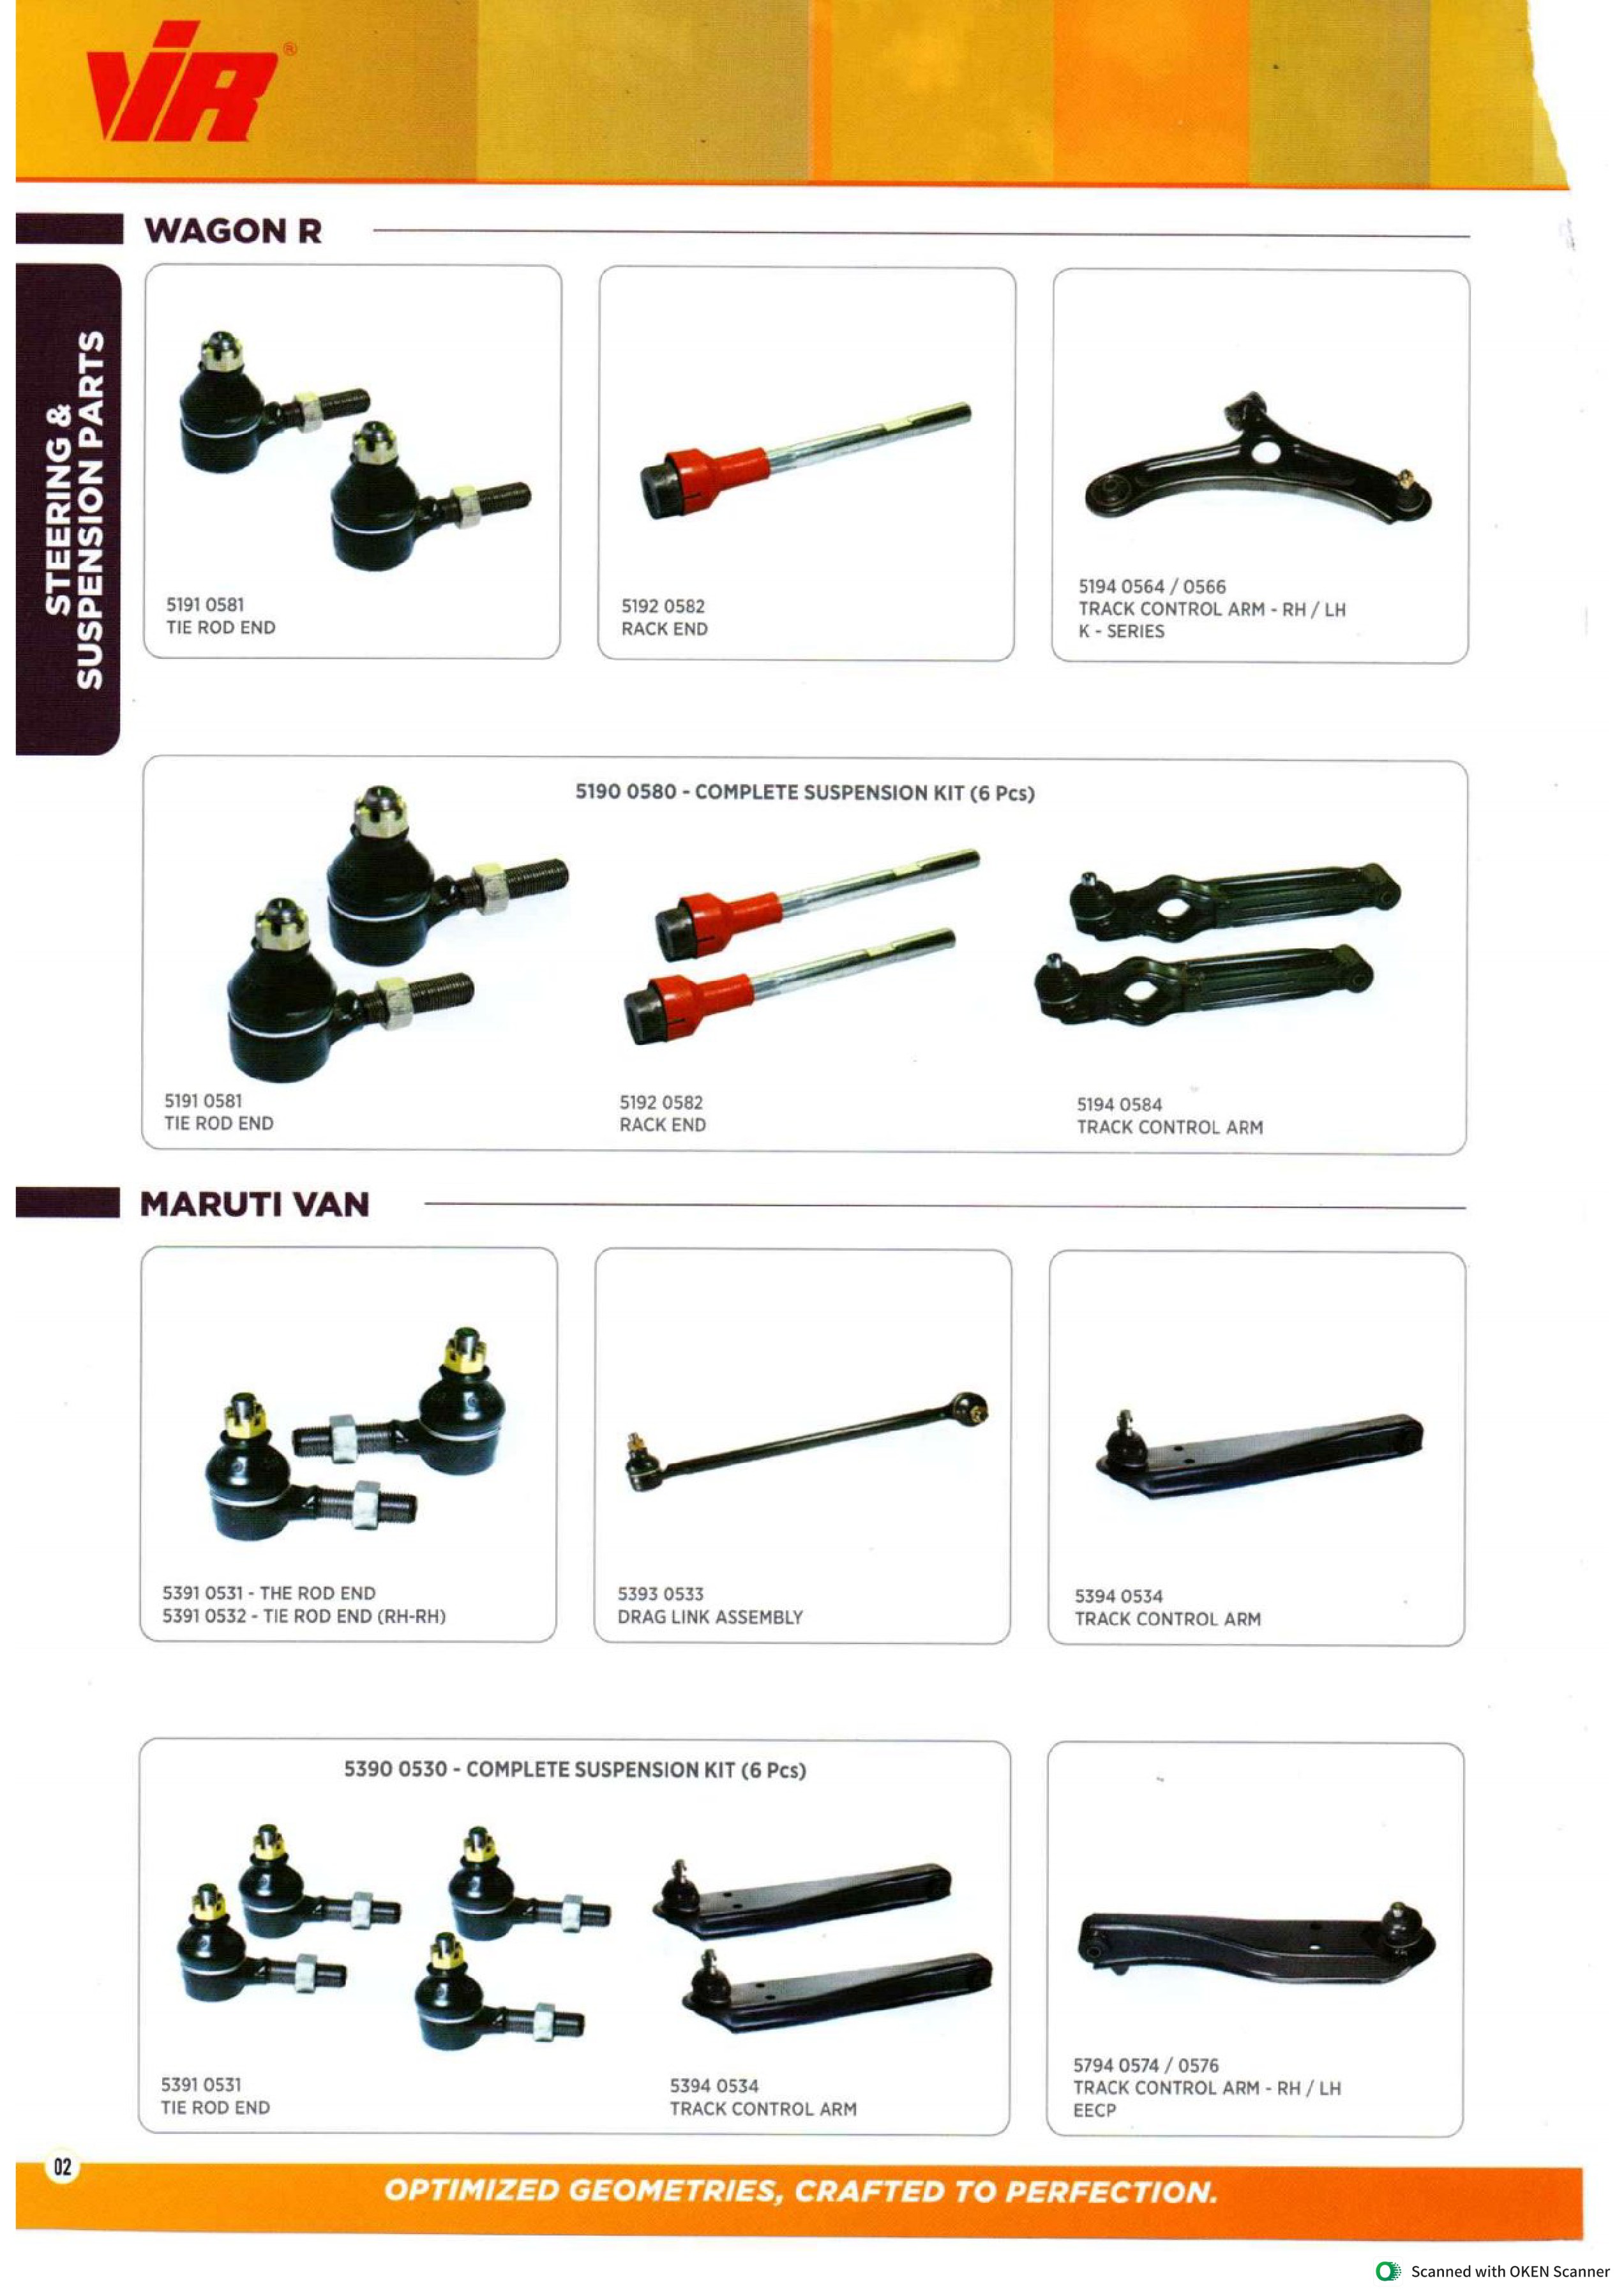 VIR®
WAGON R
STEERING &
SUSPENSION PARTS
5191 0581
TIE ROD END
5192 0582
RACK END
5194 0564 / 0566
TRACK CONTROL ARM - RH / LH
K - SERIES
5190 0580 - COMPLETE SUSPENSION KIT (6 Pcs)
5191 0581
TIE ROD END
5192 0582
RACK END
5194 0584
TRACK CONTROL ARM
MARUTI VAN
5391 0531 - THE ROD END
5391 0532 - TIE ROD END (RH-RH)
5393 0533
DRAG LINK ASSEMBLY
5394 0534
TRACK CONTROL ARM
5390 0530 - COMPLETE SUSPENSION KIT (6 Pcs)
5391 0531
TIE ROD END
5394 0534
TRACK CONTROL ARM
5794 0574 / 0576
TRACK CONTROL ARM - RH / LH
EECP
02
OPTIMIZED GEOMETRIES, CRAFTED TO PERFECTION.
Scanned with OKEN Scanner